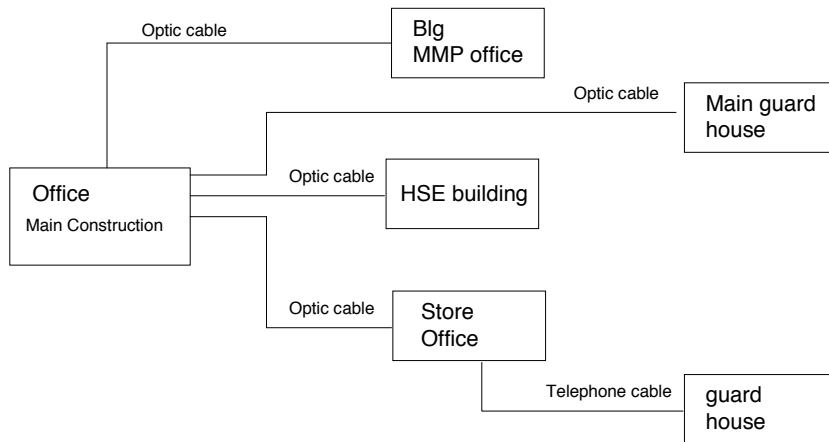 Optic cable
Blg
MMP office
Optic cable
Main guard
house
Office
Main Construction
Optic cable
HSE building
Optic cable
Store
Office
Telephone cable
guard
house